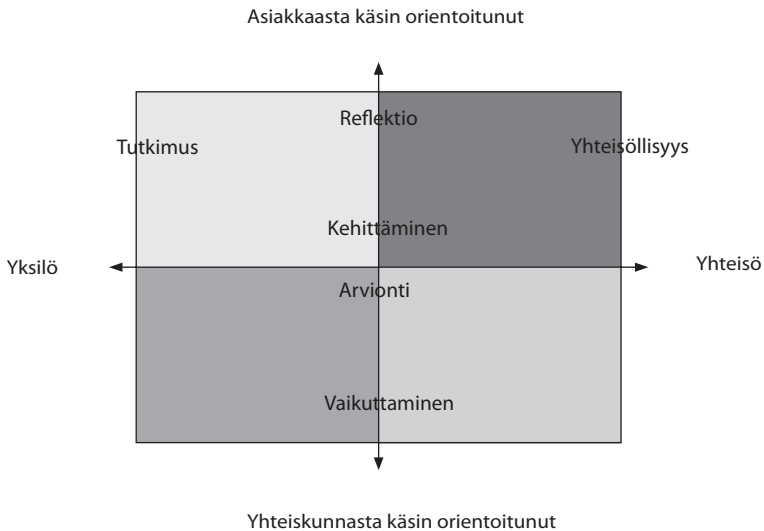 Asiakkaasta käsin orientoitunut
Reflektio
Tutkimus
Yhteisöllisyys
Kehittäminen
Yksilö
Yhteisö
Arvionti
Vaikuttaminen
Yhteiskunnasta käsin orientoitunut